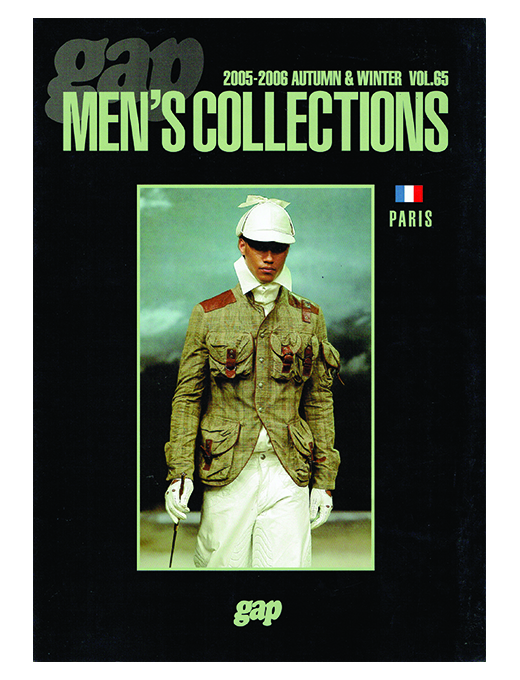 gap
2005-2006 AUTUMN & WINTER VOL.65
MEN'S COLLECTIONS
PARIS
gap